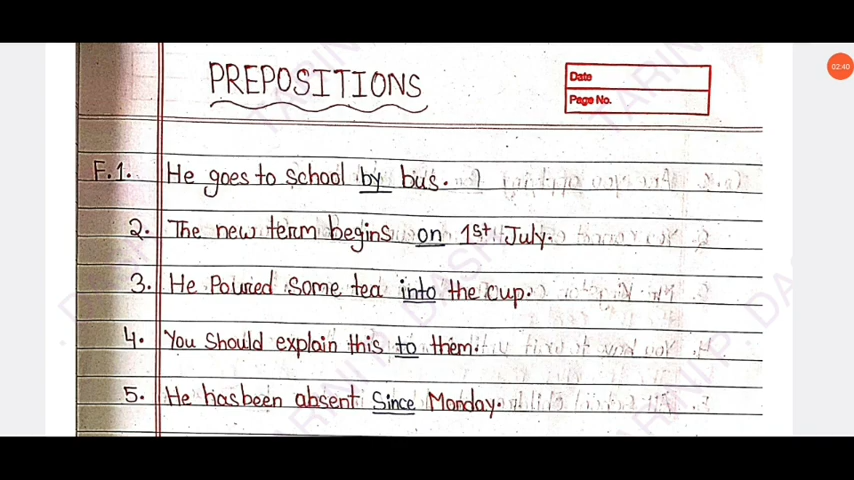 02:40
PREPOSITIONS
Date
Page No.
F.1. He goes to school by bus.
2. The new term begins on 1st July.
3. He Pouried some tea into the cup.
4. You Should explain this to them.
5. He hasbeen absent Since Monday.